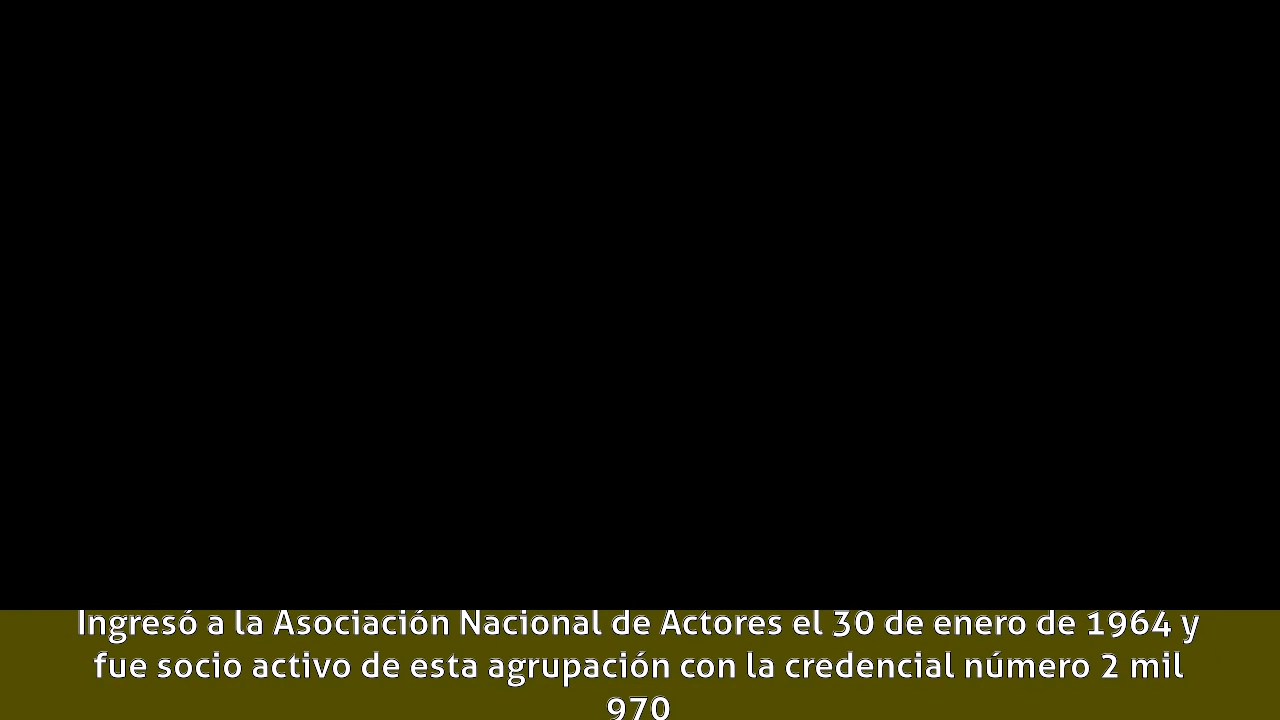 Ingresó a la Asociación Nacional de Actores el 30 de enero de 1964 y
fue socio activo de esta agrupación con la credencial número 2 mil
970